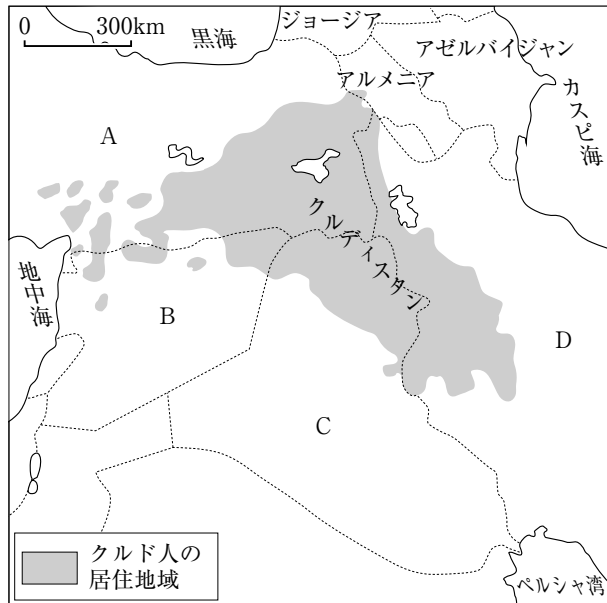 0 300km
黒海
ジョージア
アゼルバイジャン
アルメニア
カスピ海
A
クルディスタン
地中海
B
D
C
クルド人の
居住地域
ペルシャ湾